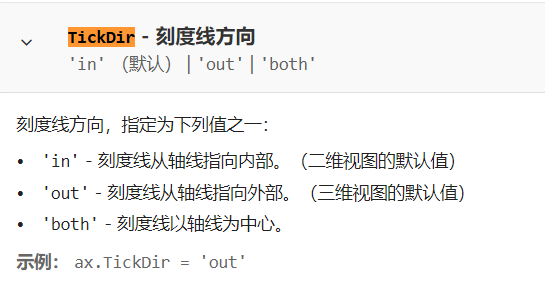 TickDir - 刻度线方向
'in' （默认） | 'out' | 'both'
刻度线方向，指定为下列值之一：
• 'in' - 刻度线从轴线指向内部。（二维视图的默认值）
• 'out' - 刻度线从轴线指向外部。（三维视图的默认值）
• 'both' - 刻度线以轴线为中心。
示例： ax.TickDir = 'out'